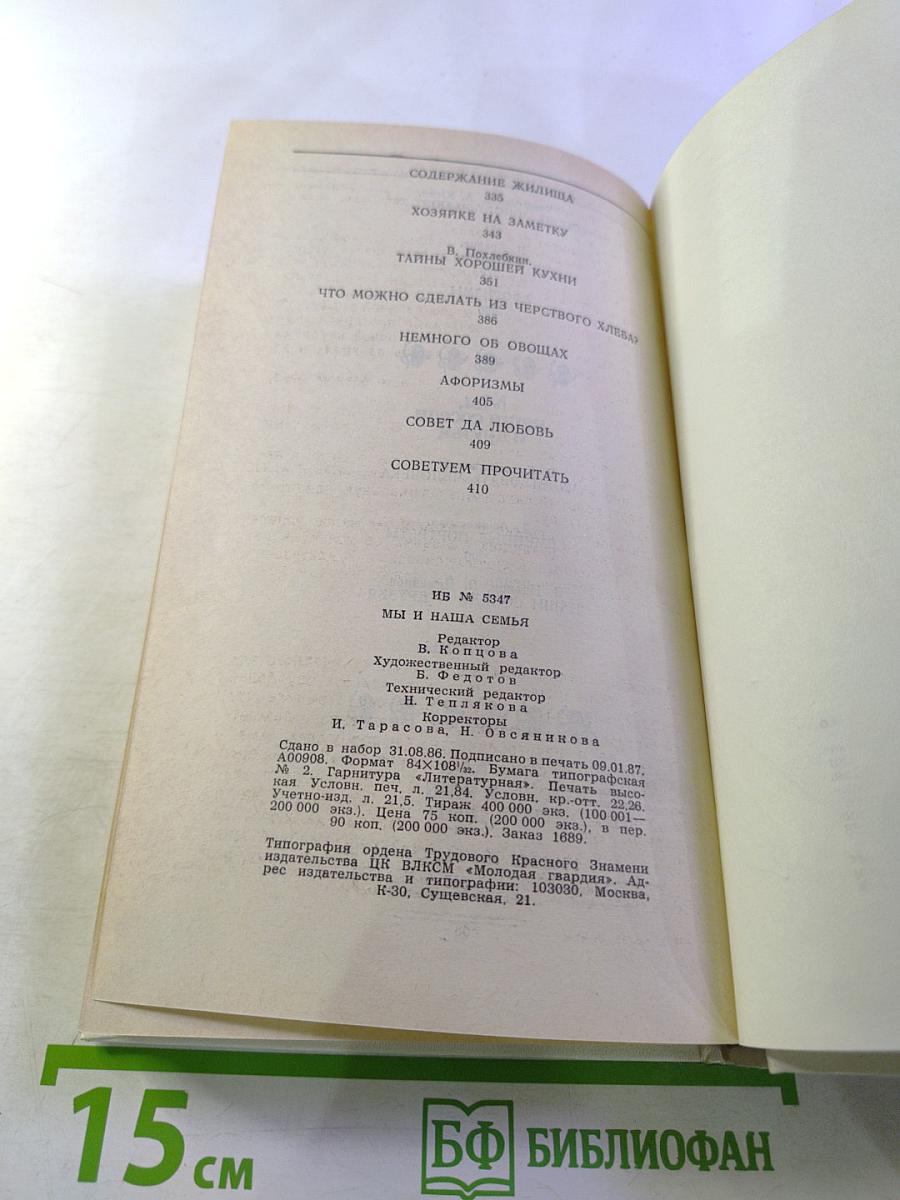 СОДЕРЖАНИЕ ЖИЛИЩА
335
ХОЗЯЙКЕ НА ЗАМЕТКУ
343
В. Похлебкин.
ТАЙНЫ ХОРОШЕЙ КУХНИ
351
ЧТО МОЖНО СДЕЛАТЬ ИЗ ЧЕРСТВОГО ХЛЕБА?
386
НЕМНОГО ОБ ОВОЩАХ
389
АФОРИЗМЫ
405
СОВЕТ ДА ЛЮБОВЬ
409
СОВЕТУЕМ ПРОЧИТАТЬ
410
ИБ № 5347
МЫ И НАША СЕМЬЯ
Редактор
В. Копцова
Художественный редактор
Б. Федотов
Технический редактор
Н. Теплякова
Корректоры
И. Тарасова, Н. Овсяникова
Сдано в набор 31.08.86. Подписано в печать 09.01.87.
А00908. Формат 84×108¹/₃₂. Бумага типографская
№ 2. Гарнитура «Литературная». Печать высо-
кая Условн. печ. л. 21,84. Условн. кр.-отт. 22,26.
Учетно-изд. л. 21,5. Тираж 400 000 экз. (100 001—
200 000 экз.). Цена 75 коп. (200 000 экз.), в пер.
90 коп. (200 000 экз.). Заказ 1689.
Типография ордена Трудового Красного Знамени
издательства ЦК ВЛКСМ «Молодая гвардия». Ад-
рес издательства и типографии: 103030, Москва,
К-30, Сущевская, 21.
15 см
БФ БИБЛИОФАН